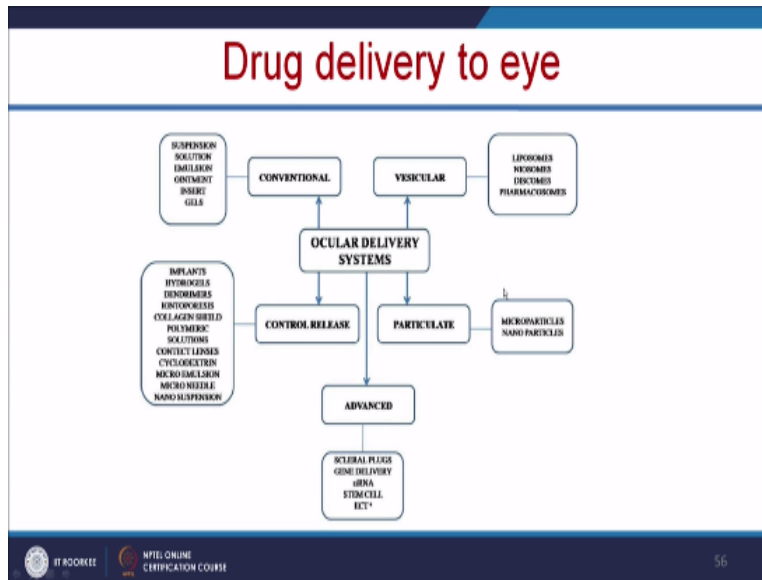 Drug delivery to eye
SUSPENSION
SOLUTION
EMULSION
OINTMENT
INSERT
GELS
CONVENTIONAL
VESICULAR
LIPOSOMES
NIOSOMES
DISCOMES
PHARMACOSOMES
OCULAR DELIVERY
SYSTEMS
IMPLANTS
HYDROGELS
DENDRIMERS
IONTOPORESIS
COLLAGEN SHEILD
POLYMERIC
SOLUTIONS
CONTECT LENSES
CYCLODEXTRIN
MICRO EMULSION
MICRO NEEDLE
NANO SUSPENSION
CONTROL RELEASE
PARTICULATE
MICROPARTICLES
NANO PARTICLES
ADVANCED
SCLERAL PLUGS
GENE DELIVERY
siRNA
STEM CELL
ECT *
IIT ROORKEE
NPTEL ONLINE
CERTIFICATION COURSE
56